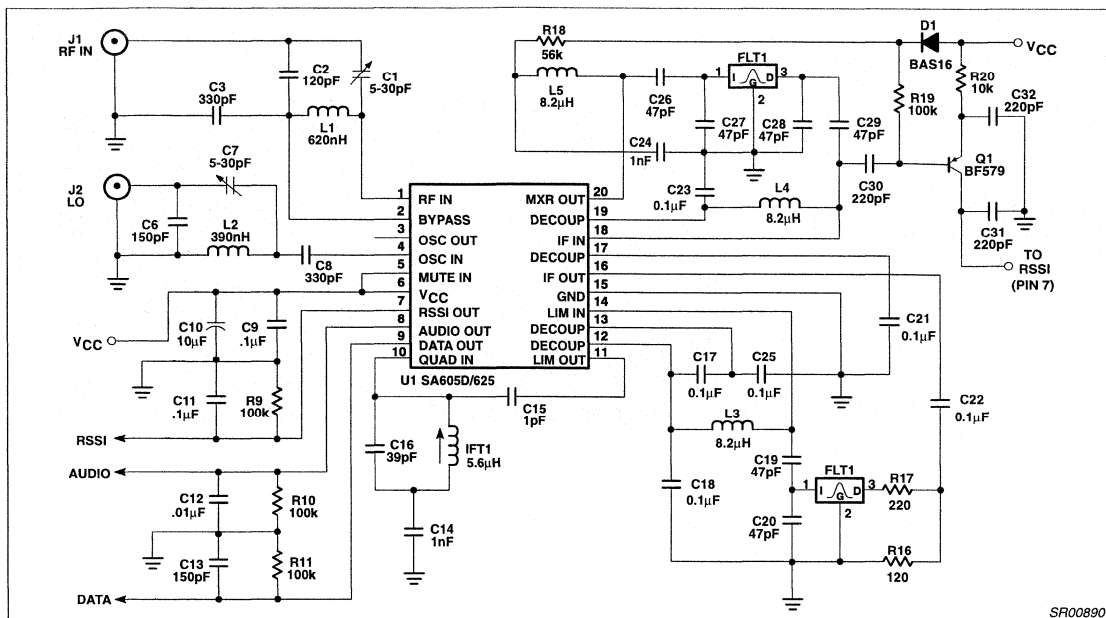 J1
RF IN
C3
330pF
C2
120pF
C1
5-30pF
L1
620nH
C7
5-30pF
J2
LO
C6
150pF
L2
390nH
C8
330pF
R18
56k
L5
8.2µH
C26
47pF
FLT1
1 I G D 3
2
C27
47pF
C28
47pF
C29
47pF
C24
1nF
C23
0.1µF
L4
8.2µH
C30
220pF
D1
BAS16
VCC
R20
10k
R19
100k
C32
220pF
Q1
BF579
C31
220pF
TO
RSSI
(PIN 7)
1 RF IN
2 BYPASS
3 OSC OUT
4 OSC IN
5 MUTE IN
6 VCC
7 RSSI OUT
8 AUDIO OUT
9 DATA OUT
10 QUAD IN
MXR OUT 20
DECOUP 19
IF IN 18
DECOUP 17
IF OUT 16
GND 15
LIM IN 14
DECOUP 13
DECOUP 12
LIM OUT 11
U1 SA605D/625
VCC
C10
10µF
C9
.1µF
C11
.1µF
R9
100k
RSSI
AUDIO
C12
.01µF
R10
100k
C13
150pF
R11
100k
DATA
C16
39pF
IFT1
5.6µH
C15
1pF
C14
1nF
C17
0.1µF
C25
0.1µF
C21
0.1µF
C22
0.1µF
L3
8.2µH
C18
0.1µF
C19
47pF
C20
47pF
FLT1
1 I G D 3
2
R17
220
R16
120
SR00890